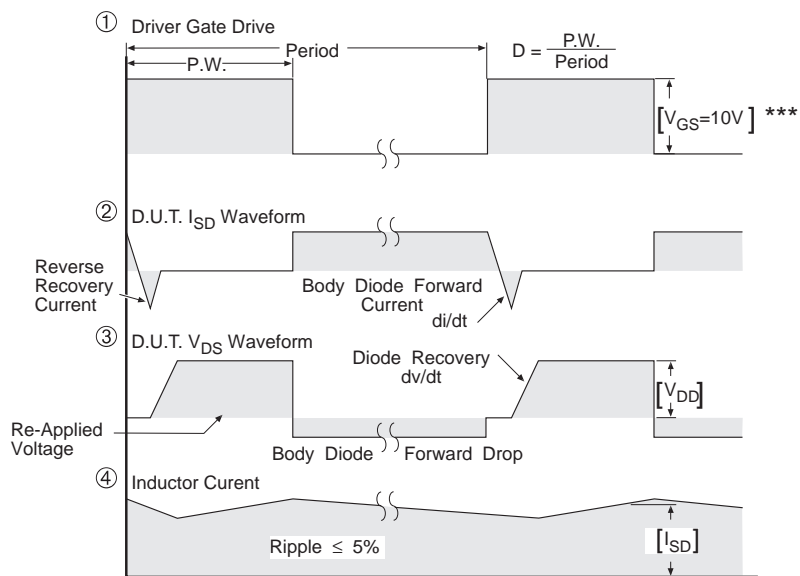 ① Driver Gate Drive
Period
P.W.
D = P.W. / Period
[VGS=10V] ***
② D.U.T. ISD Waveform
Reverse
Recovery
Current
Body Diode Forward
Current
di/dt
③ D.U.T. VDS Waveform
Diode Recovery
dv/dt
[VDD]
Re-Applied
Voltage
Body Diode Forward Drop
④ Inductor Curent
Ripple ≤ 5%
[ISD]